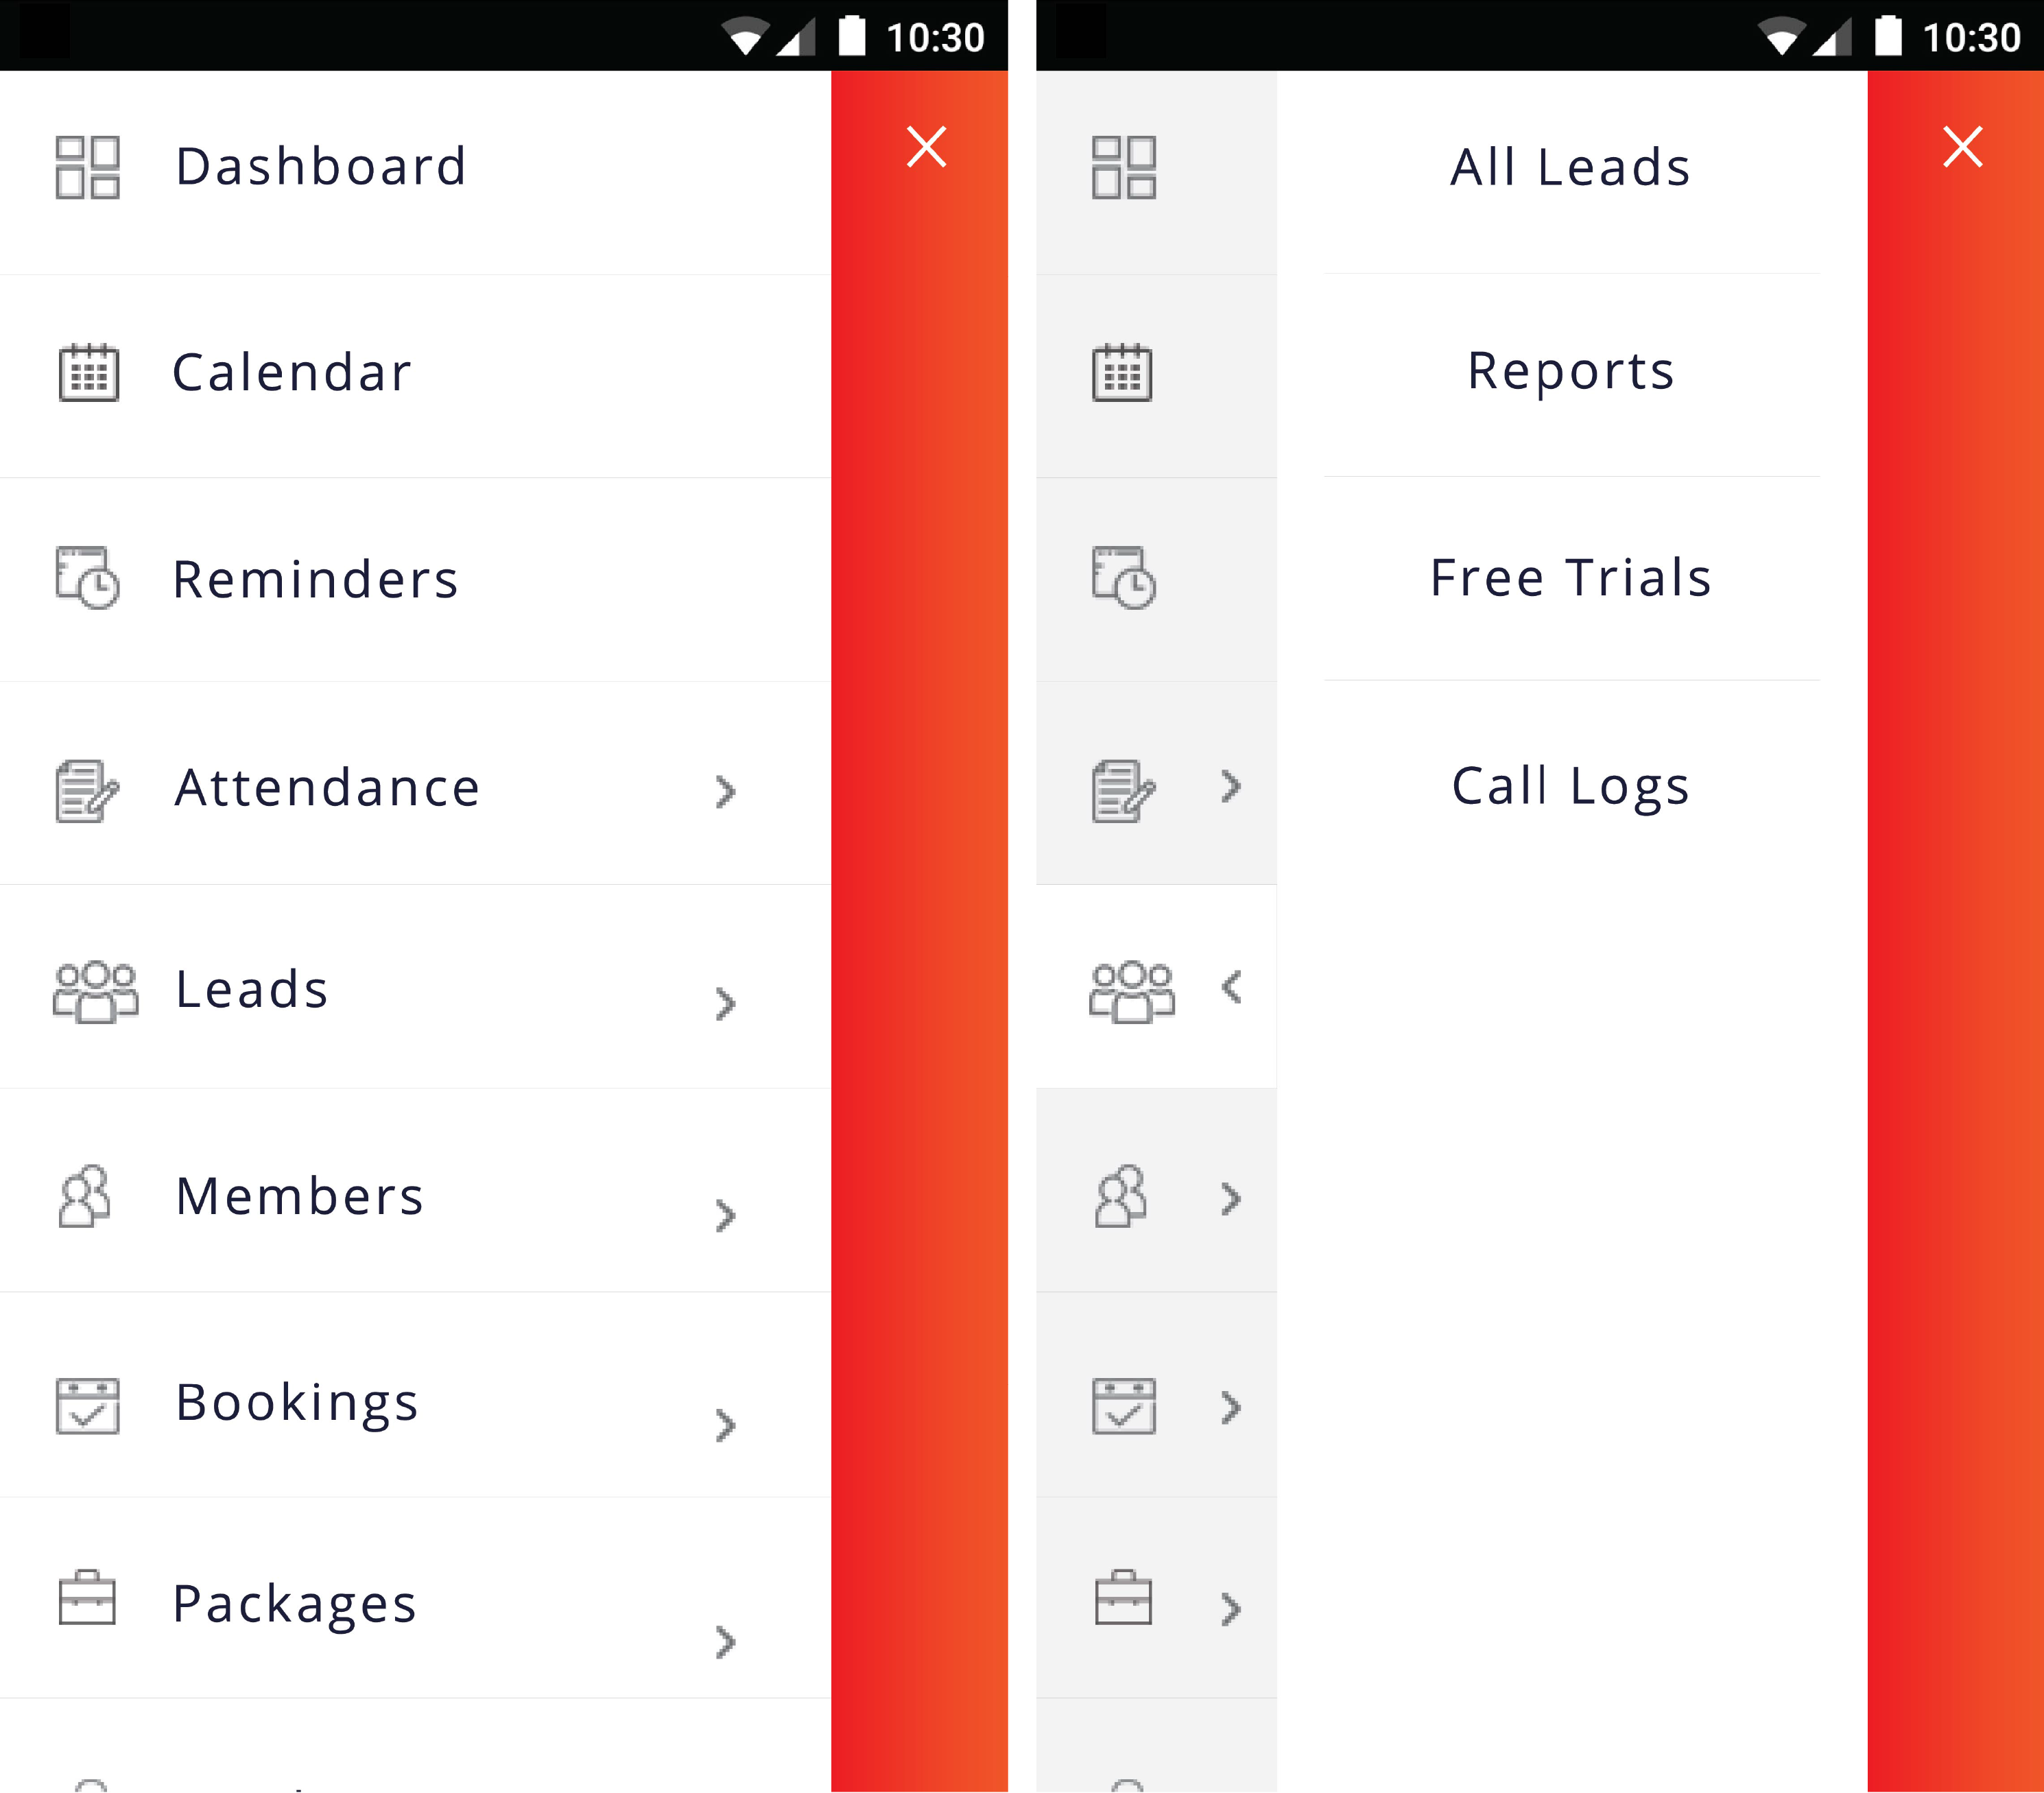 10:30
Dashboard
Calendar
Reminders
Attendance
Leads
Members
Bookings
Packages
10:30
All Leads
Reports
Free Trials
Call Logs